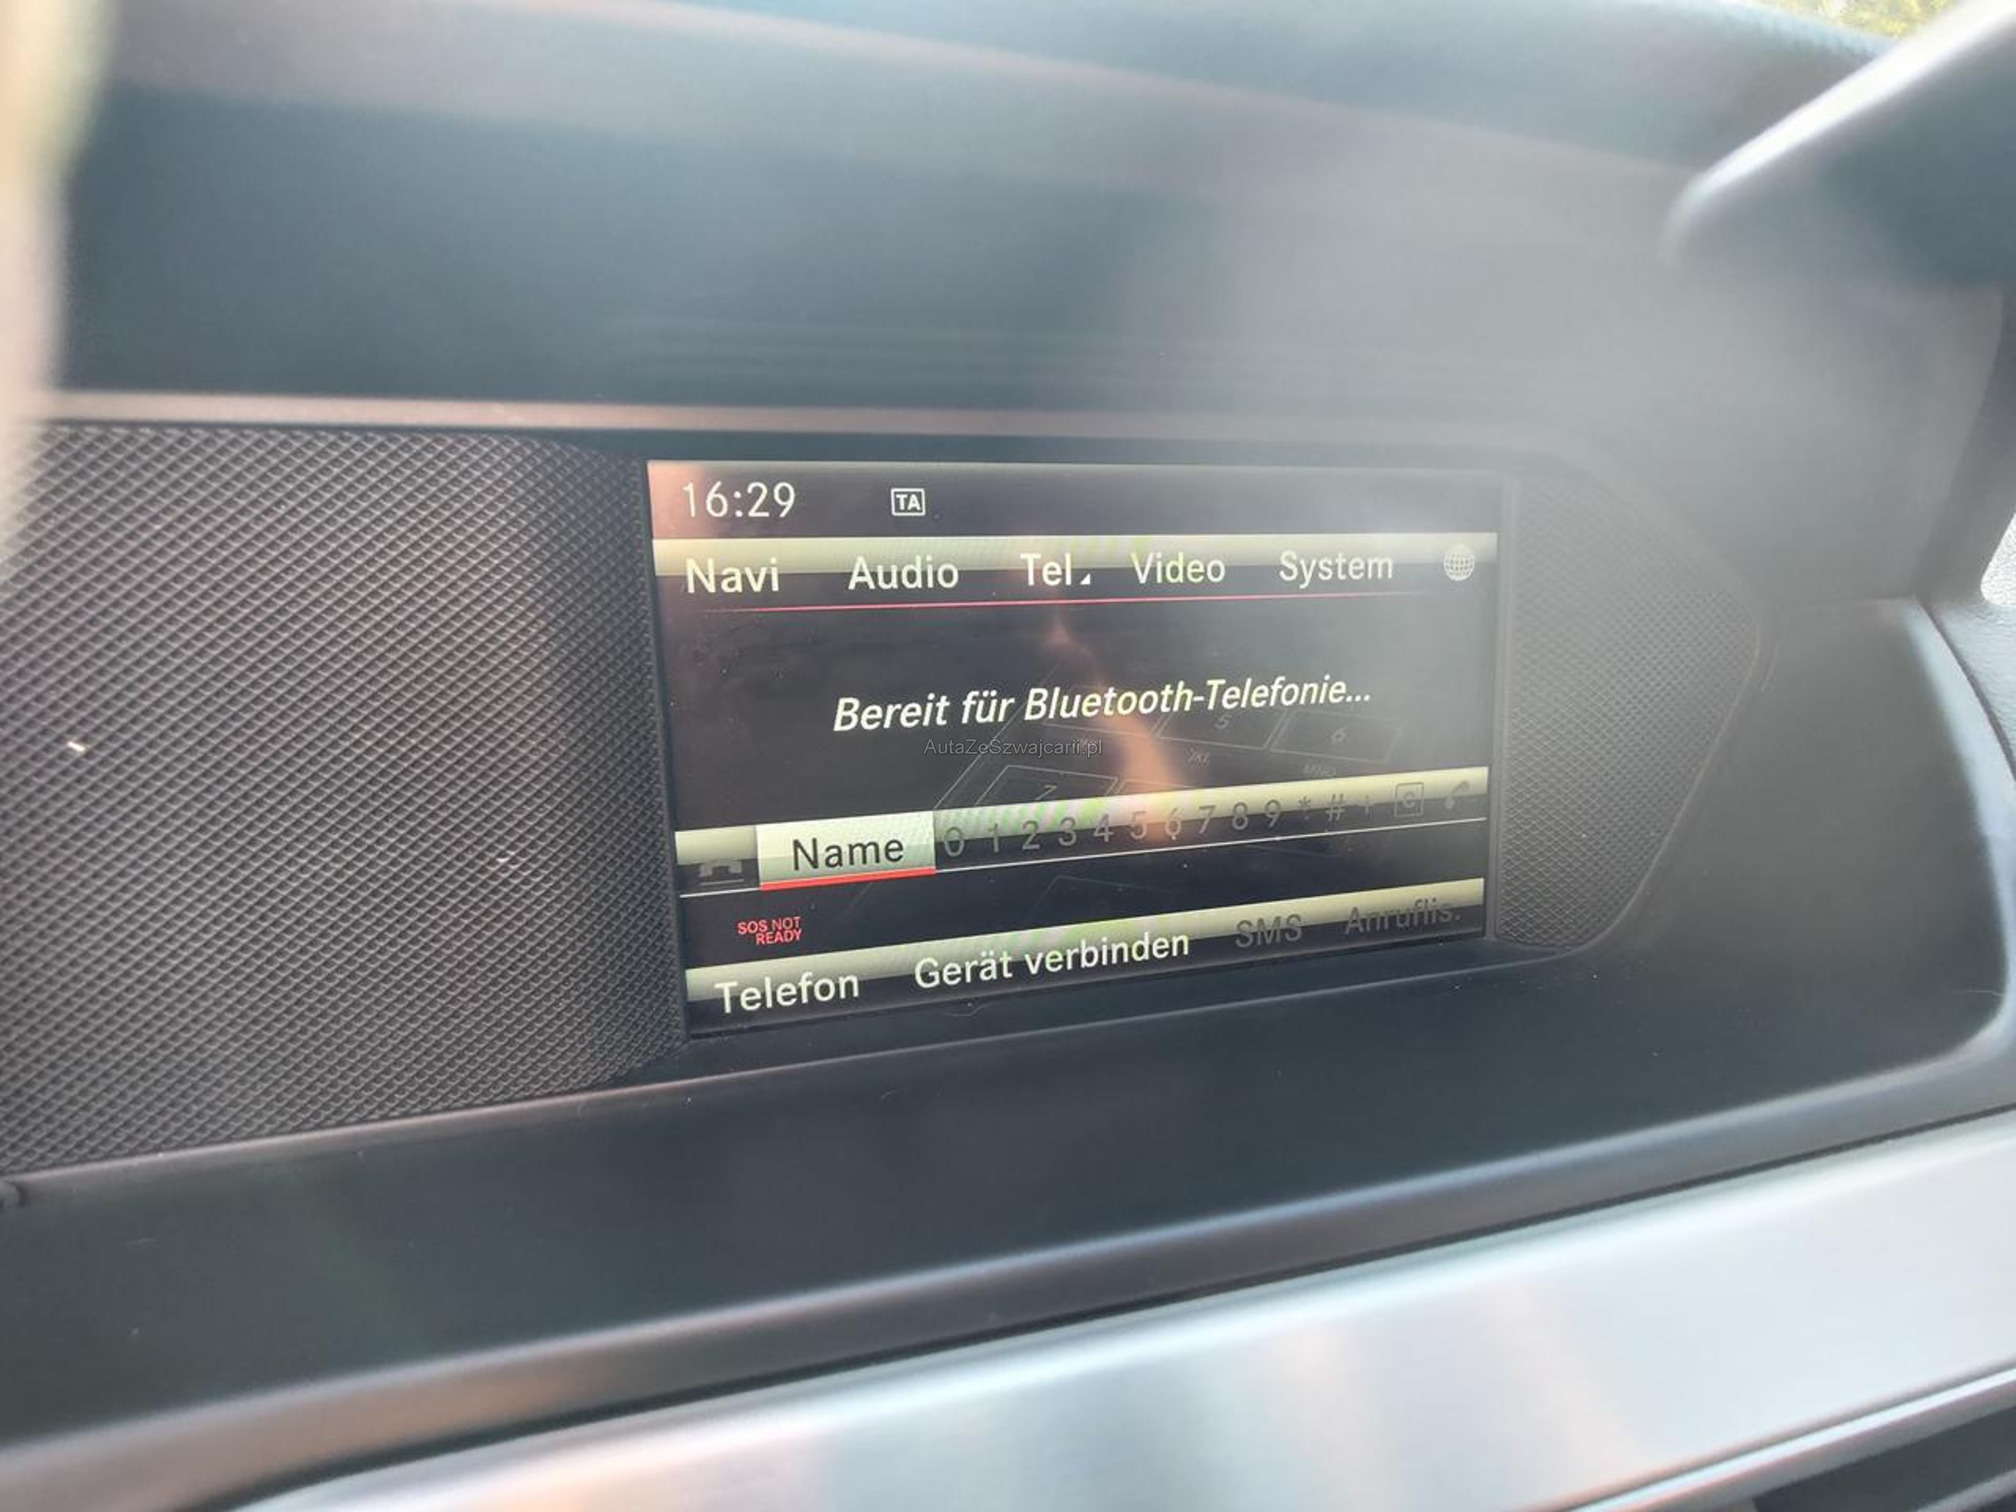 16:29 TA
Navi Audio Tel Video System
Bereit für Bluetooth-Telefonie...
AutaZeSzwajcarii.pl
Name 0 1 2 3 4 5 6 7 8 9 * # + C
SOS NOT
READY
Telefon Gerät verbinden SMS Anruflis.